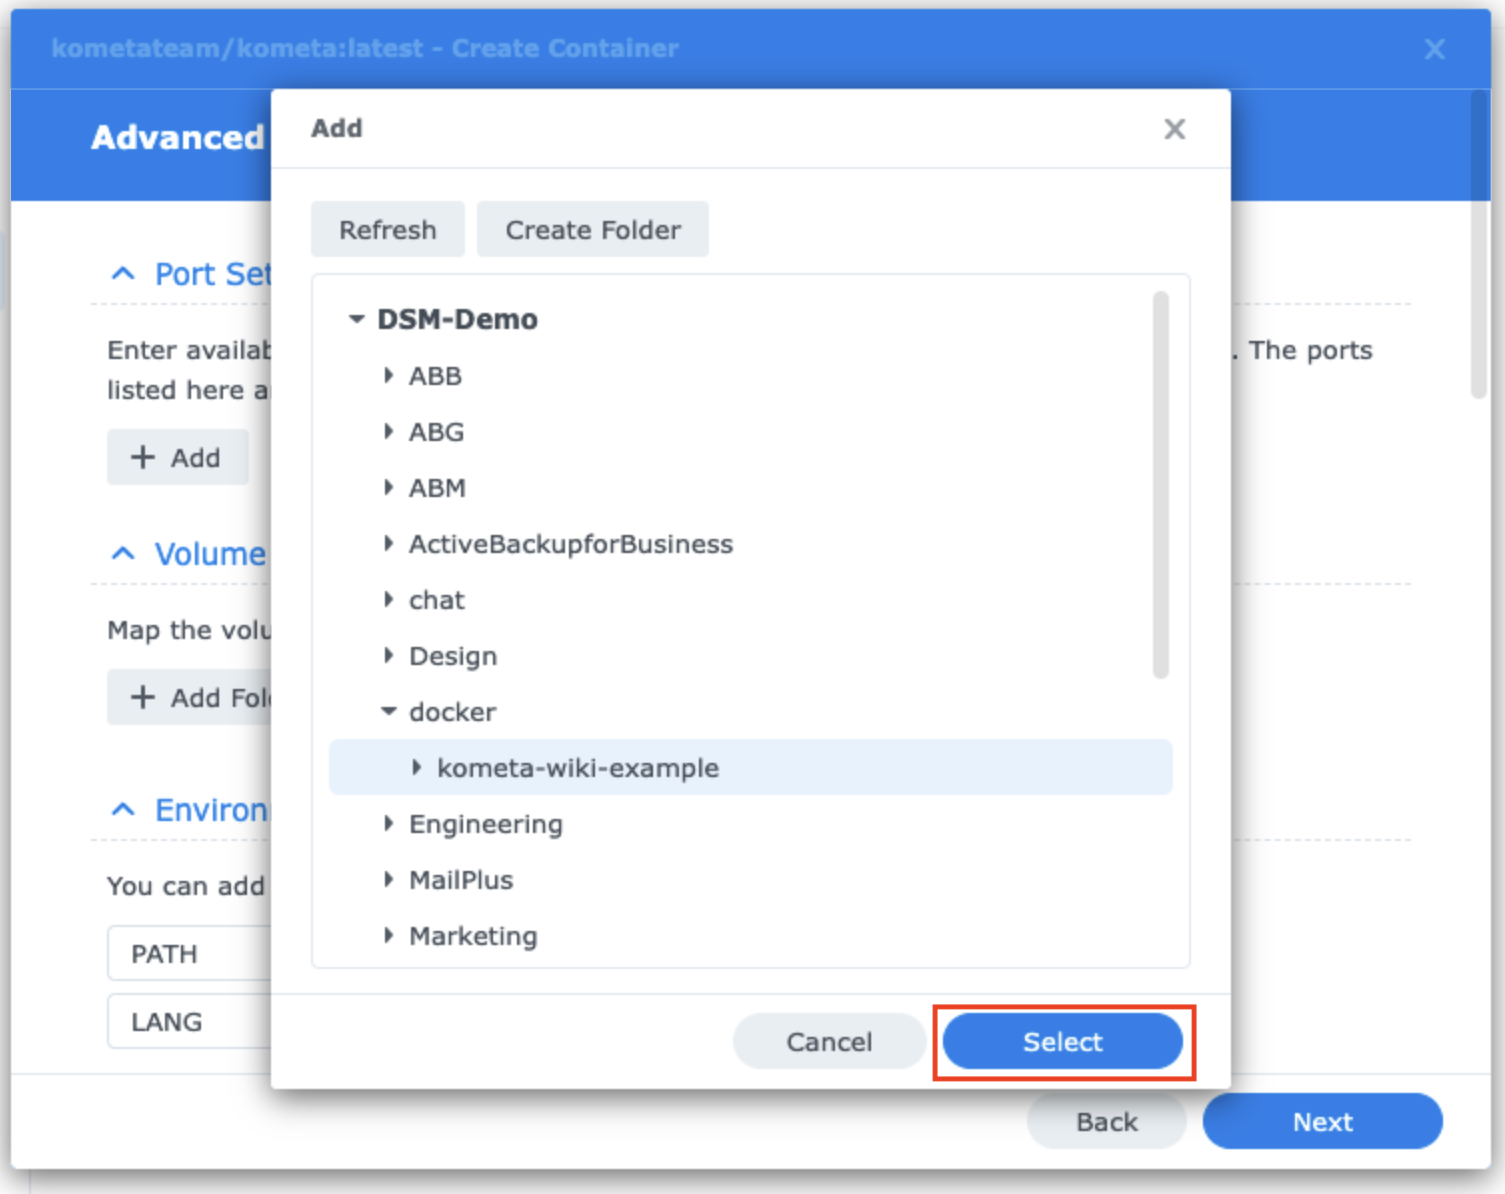 kometateam/kometa:latest - Create Container
Advanced
Add
Refresh
Create Folder
Port Set
Enter availab
. The ports
listed here a
Add
Volume
Map the volu
Add Fol
Environ
You can add
PATH
LANG
DSM-Demo
ABB
ABG
ABM
ActiveBackupforBusiness
chat
Design
docker
kometa-wiki-example
Engineering
MailPlus
Marketing
Cancel
Select
Back
Next